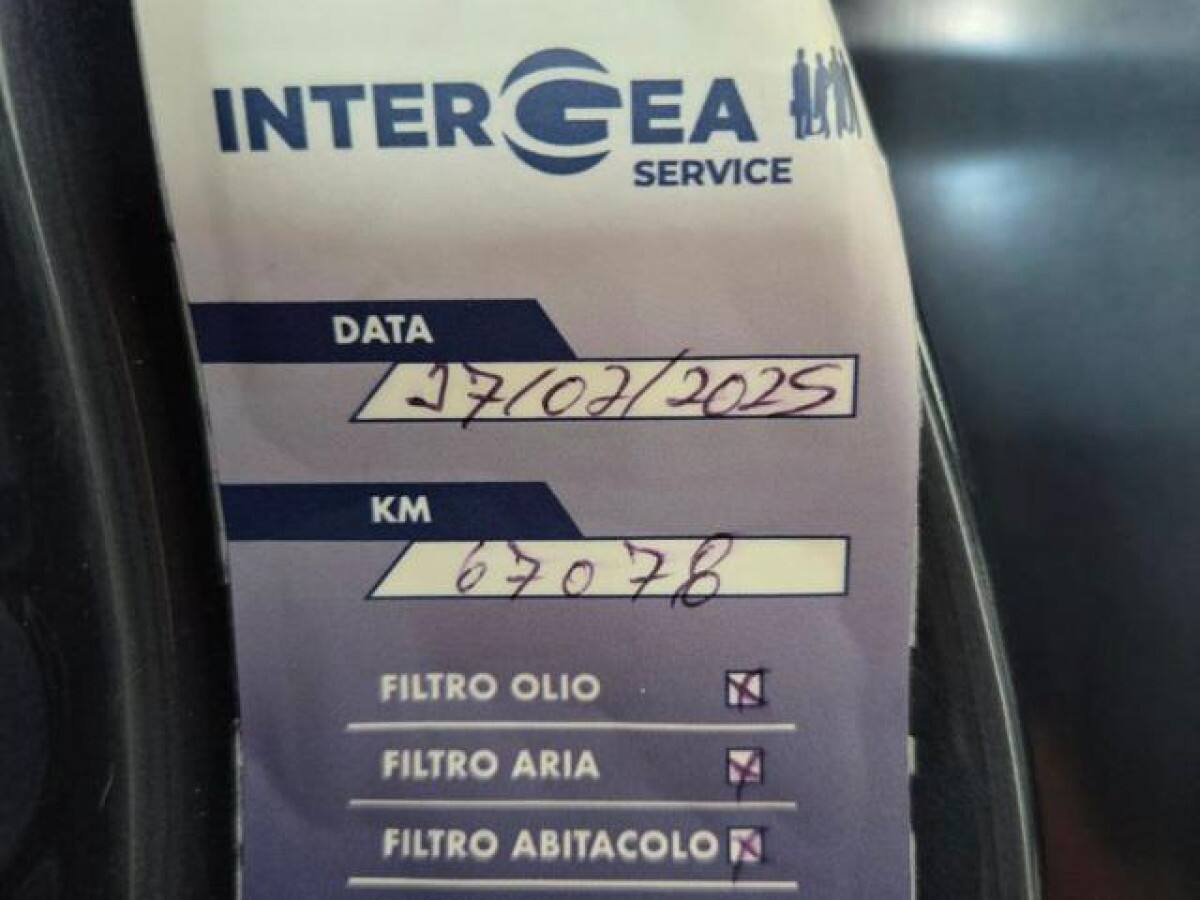 INTERGEA
SERVICE
DATA
27/02/2025
KM
67078
FILTRO OLIO X
FILTRO ARIA X
FILTRO ABITACOLO X